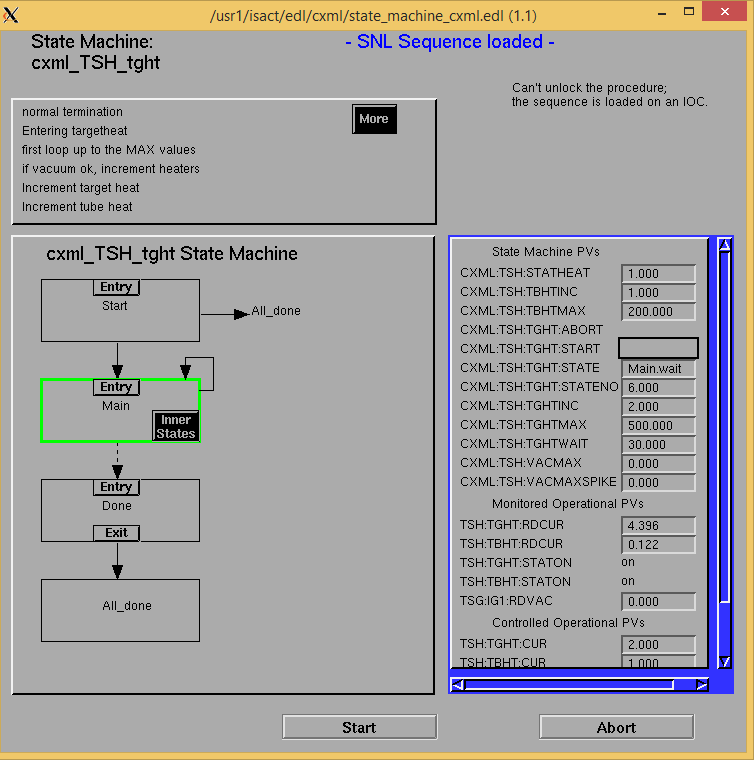 /usr1/isact/edl/cxml/state_machine_cxml.edl (1.1)
State Machine:
cxml_TSH_tght
- SNL Sequence loaded -
Can't unlock the procedure;
the sequence is loaded on an IOC.
normal termination
Entering targetheat
first loop up to the MAX values
if vacuum ok, increment heaters
Increment target heat
Increment tube heat
More
cxml_TSH_tght State Machine
Entry
Start
All_done
Entry
Main
Inner
States
Entry
Done
Exit
All_done
State Machine PVs
CXML:TSH:STATHEAT 1.000
CXML:TSH:TBHTINC 1.000
CXML:TSH:TBHTMAX 200.000
CXML:TSH:TGHT:ABORT
CXML:TSH:TGHT:START
CXML:TSH:TGHT:STATE Main.wait
CXML:TSH:TGHT:STATENO 6.000
CXML:TSH:TGHTINC 2.000
CXML:TSH:TGHTMAX 500.000
CXML:TSH:TGHTWAIT 30.000
CXML:TSH:VACMAX 0.000
CXML:TSH:VACMAXSPIKE 0.000
Monitored Operational PVs
TSH:TGHT:RDCUR 4.396
TSH:TBHT:RDCUR 0.122
TSH:TGHT:STATON on
TSH:TBHT:STATON on
TSG:IG1:RDVAC 0.000
Controlled Operational PVs
TSH:TGHT:CUR 2.000
TSH:TBHT:CUR 1.000
Start
Abort